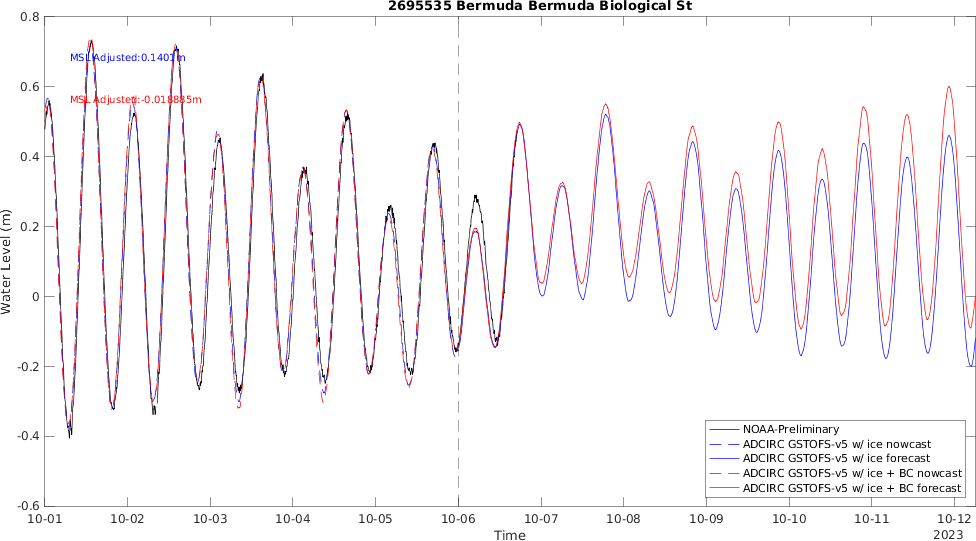 2695535 Bermuda Bermuda Biological St
0.8
MSL Adjusted:0.1401m
0.6
MSL Adjusted:-0.018885m
0.4
0.2
0
-0.2
-0.4
-0.6
Water Level (m)
NOAA-Preliminary
ADCIRC GSTOFS-v5 w/ ice nowcast
ADCIRC GSTOFS-v5 w/ ice forecast
ADCIRC GSTOFS-v5 w/ ice + BC nowcast
ADCIRC GSTOFS-v5 w/ ice + BC forecast
10-01 10-02 10-03 10-04 10-05 10-06 10-07 10-08 10-09 10-10 10-11 10-12
Time
2023